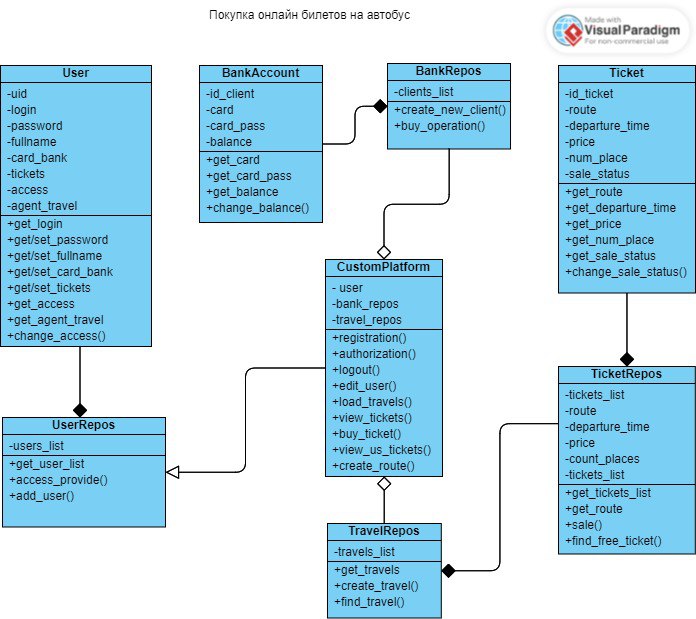 Покупка онлайн билетов на автобус
Made with
Visual Paradigm
For non-commercial use
User
-uid
-login
-password
-fullname
-card_bank
-tickets
-access
-agent_travel
+get_login
+get/set_password
+get/set_fullname
+get/set_card_bank
+get/set_tickets
+get_access
+get_agent_travel
+change_access()
BankAccount
-id_client
-card
-card_pass
-balance
+get_card
+get_card_pass
+get_balance
+change_balance()
BankRepos
-clients_list
+create_new_client()
+buy_operation()
Ticket
-id_ticket
-route
-departure_time
-price
-num_place
-sale_status
+get_route
+get_departure_time
+get_price
+get_num_place
+get_sale_status
+change_sale_status()
CustomPlatform
- user
-bank_repos
-travel_repos
+registration()
+authorization()
+logout()
+edit_user()
+load_travels()
+view_tickets()
+buy_ticket()
+view_us_tickets()
+create_route()
UserRepos
-users_list
+get_user_list
+access_provide()
+add_user()
TicketRepos
-tickets_list
-route
-departure_time
-price
-count_places
-tickets_list
+get_tickets_list
+get_route
+sale()
+find_free_ticket()
TravelRepos
-travels_list
+get_travels
+create_travel()
+find_travel()